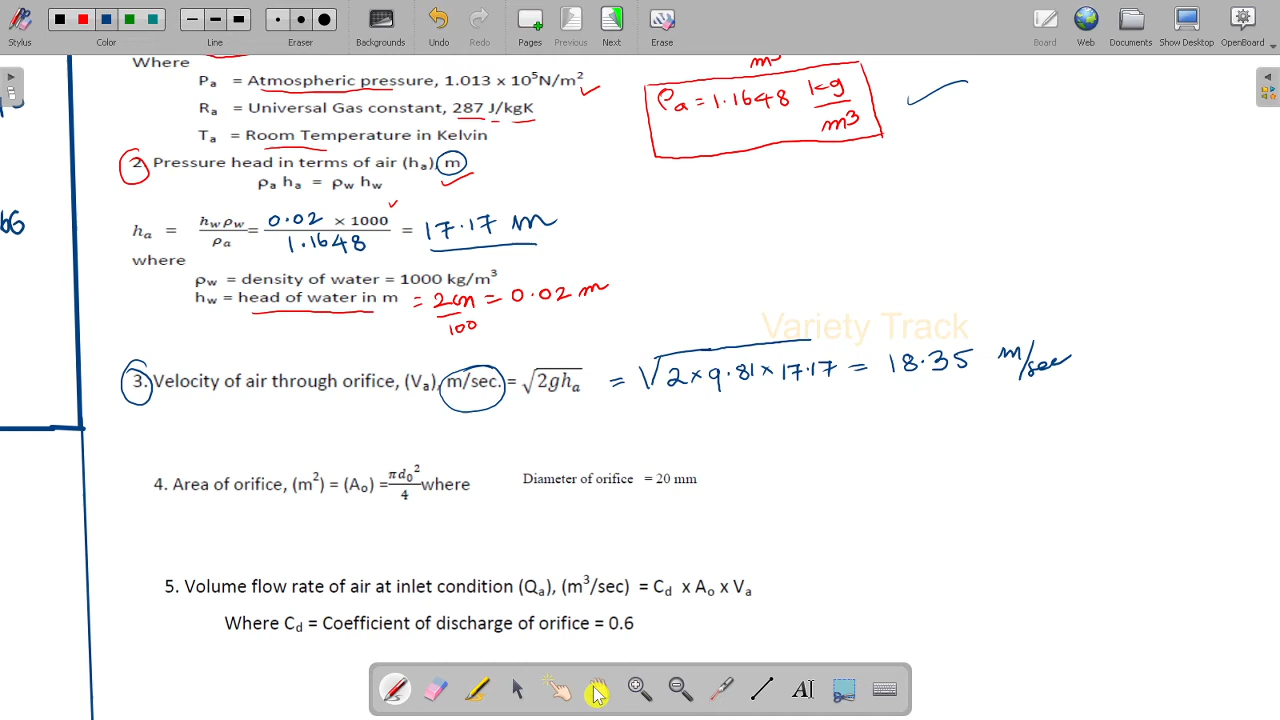 Stylus Color Line Eraser Backgrounds Undo Redo Pages Previous Next Erase Board Web Documents Show Desktop OpenBoard
Where
m³
Pₐ = Atmospheric pressure, 1.013 x 10⁵N/m²
ρₐ = 1.1648 kg/m³
Rₐ = Universal Gas constant, 287 J/kgK
Tₐ = Room Temperature in Kelvin
2. Pressure head in terms of air (hₐ), m
ρₐ hₐ = ρw hw
hₐ = hwρw/ρₐ = 0.02 × 1000/1.1648 = 17.17 m
where
ρw = density of water = 1000 kg/m³
hw = head of water in m = 2cm/100 = 0.02 m
Variety Track
3. Velocity of air through orifice, (Vₐ), m/sec. = √2ghₐ = √2×9.81×17.17 = 18.35 m/sec
4. Area of orifice, (m²) = (Aₒ) = πd₀²/4 where Diameter of orifice = 20 mm
5. Volume flow rate of air at inlet condition (Qₐ), (m³/sec) = Cd x Aₒ x Vₐ
Where Cd = Coefficient of discharge of orifice = 0.6